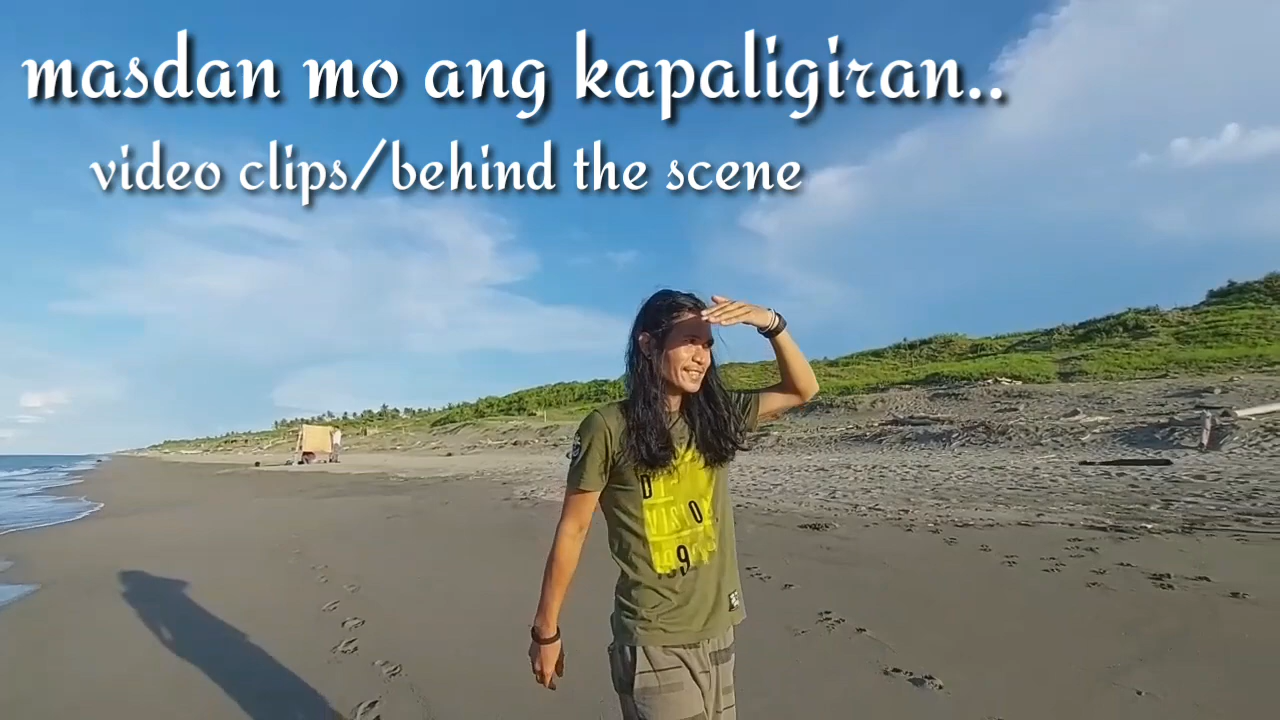 masdan mo ang kapaligiran..
video clips/behind the scene